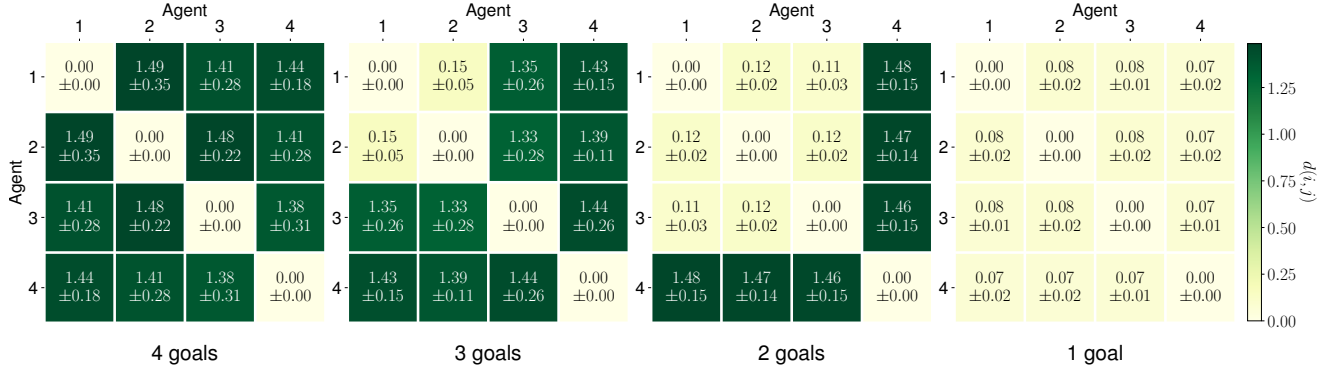 Agent Agent Agent Agent
1 2 3 4 1 2 3 4 1 2 3 4 1 2 3 4
1 0.00 1.49 1.41 1.44 1 0.00 0.15 1.35 1.43 1 0.00 0.12 0.11 1.48 1 0.00 0.08 0.08 0.07
±0.00 ±0.35 ±0.28 ±0.18 ±0.00 ±0.05 ±0.26 ±0.15 ±0.00 ±0.02 ±0.03 ±0.15 ±0.00 ±0.02 ±0.01 ±0.02
2 1.49 0.00 1.48 1.41 2 0.15 0.00 1.33 1.39 2 0.12 0.00 0.12 1.47 2 0.08 0.00 0.08 0.07
±0.35 ±0.00 ±0.22 ±0.28 ±0.05 ±0.00 ±0.28 ±0.11 ±0.02 ±0.00 ±0.02 ±0.14 ±0.02 ±0.00 ±0.02 ±0.02
Agent
3 1.41 1.48 0.00 1.38 3 1.35 1.33 0.00 1.44 3 0.11 0.12 0.00 1.46 3 0.08 0.08 0.00 0.07
±0.28 ±0.22 ±0.00 ±0.31 ±0.26 ±0.28 ±0.00 ±0.26 ±0.03 ±0.02 ±0.00 ±0.15 ±0.01 ±0.02 ±0.00 ±0.01
4 1.44 1.41 1.38 0.00 4 1.43 1.39 1.44 0.00 4 1.48 1.47 1.46 0.00 4 0.07 0.07 0.07 0.00
±0.18 ±0.28 ±0.31 ±0.00 ±0.15 ±0.11 ±0.26 ±0.00 ±0.15 ±0.14 ±0.15 ±0.00 ±0.02 ±0.02 ±0.01 ±0.00
4 goals 3 goals 2 goals 1 goal
1.25
1.00
0.75
0.50
0.25
0.00
d(i,j)